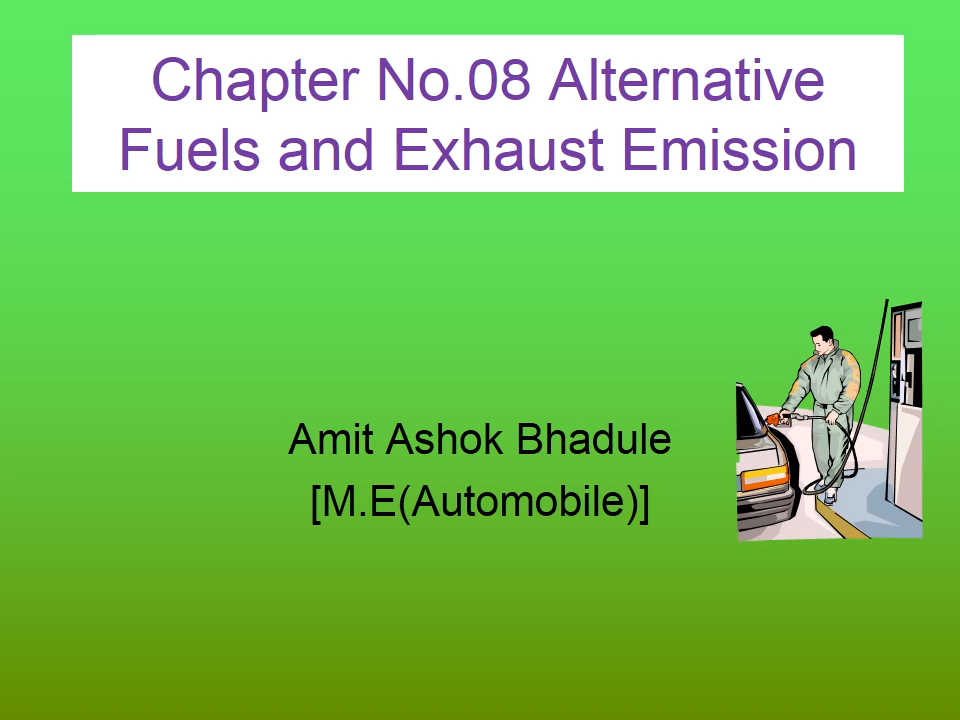 Chapter No.08 Alternative
Fuels and Exhaust Emission
Amit Ashok Bhadule
[M.E(Automobile)]